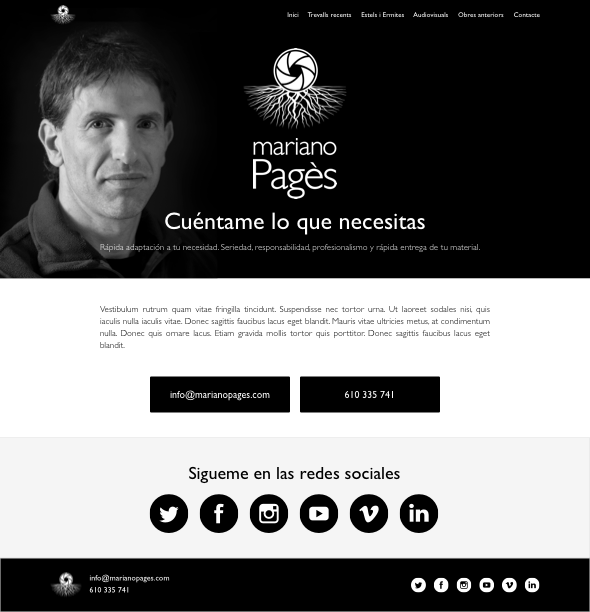 Inici Trevalls recents Estels i Ermites Audiovisuals Obres anteriors Contacte
mariano
Pagès
Cuéntame lo que necesitas
Rápida adaptación a tu necesidad. Seriedad, responsabilidad, profesionalismo y rápida entrega de tu material.
Vestibulum rutrum quam vitae fringilla tincidunt. Suspendisse nec tortor urna. Ut laoreet sodales nisi, quis
iaculis nulla iaculis vitae. Donec sagittis faucibus lacus eget blandit. Mauris vitae ultricies metus, at condimentum
nulla. Donec quis ornare lacus. Etiam gravida mollis tortor quis porttitor. Donec sagittis faucibus lacus eget
blandit.
info@marianopages.com 610 335 741
Sigueme en las redes sociales
info@marianopages.com
610 335 741